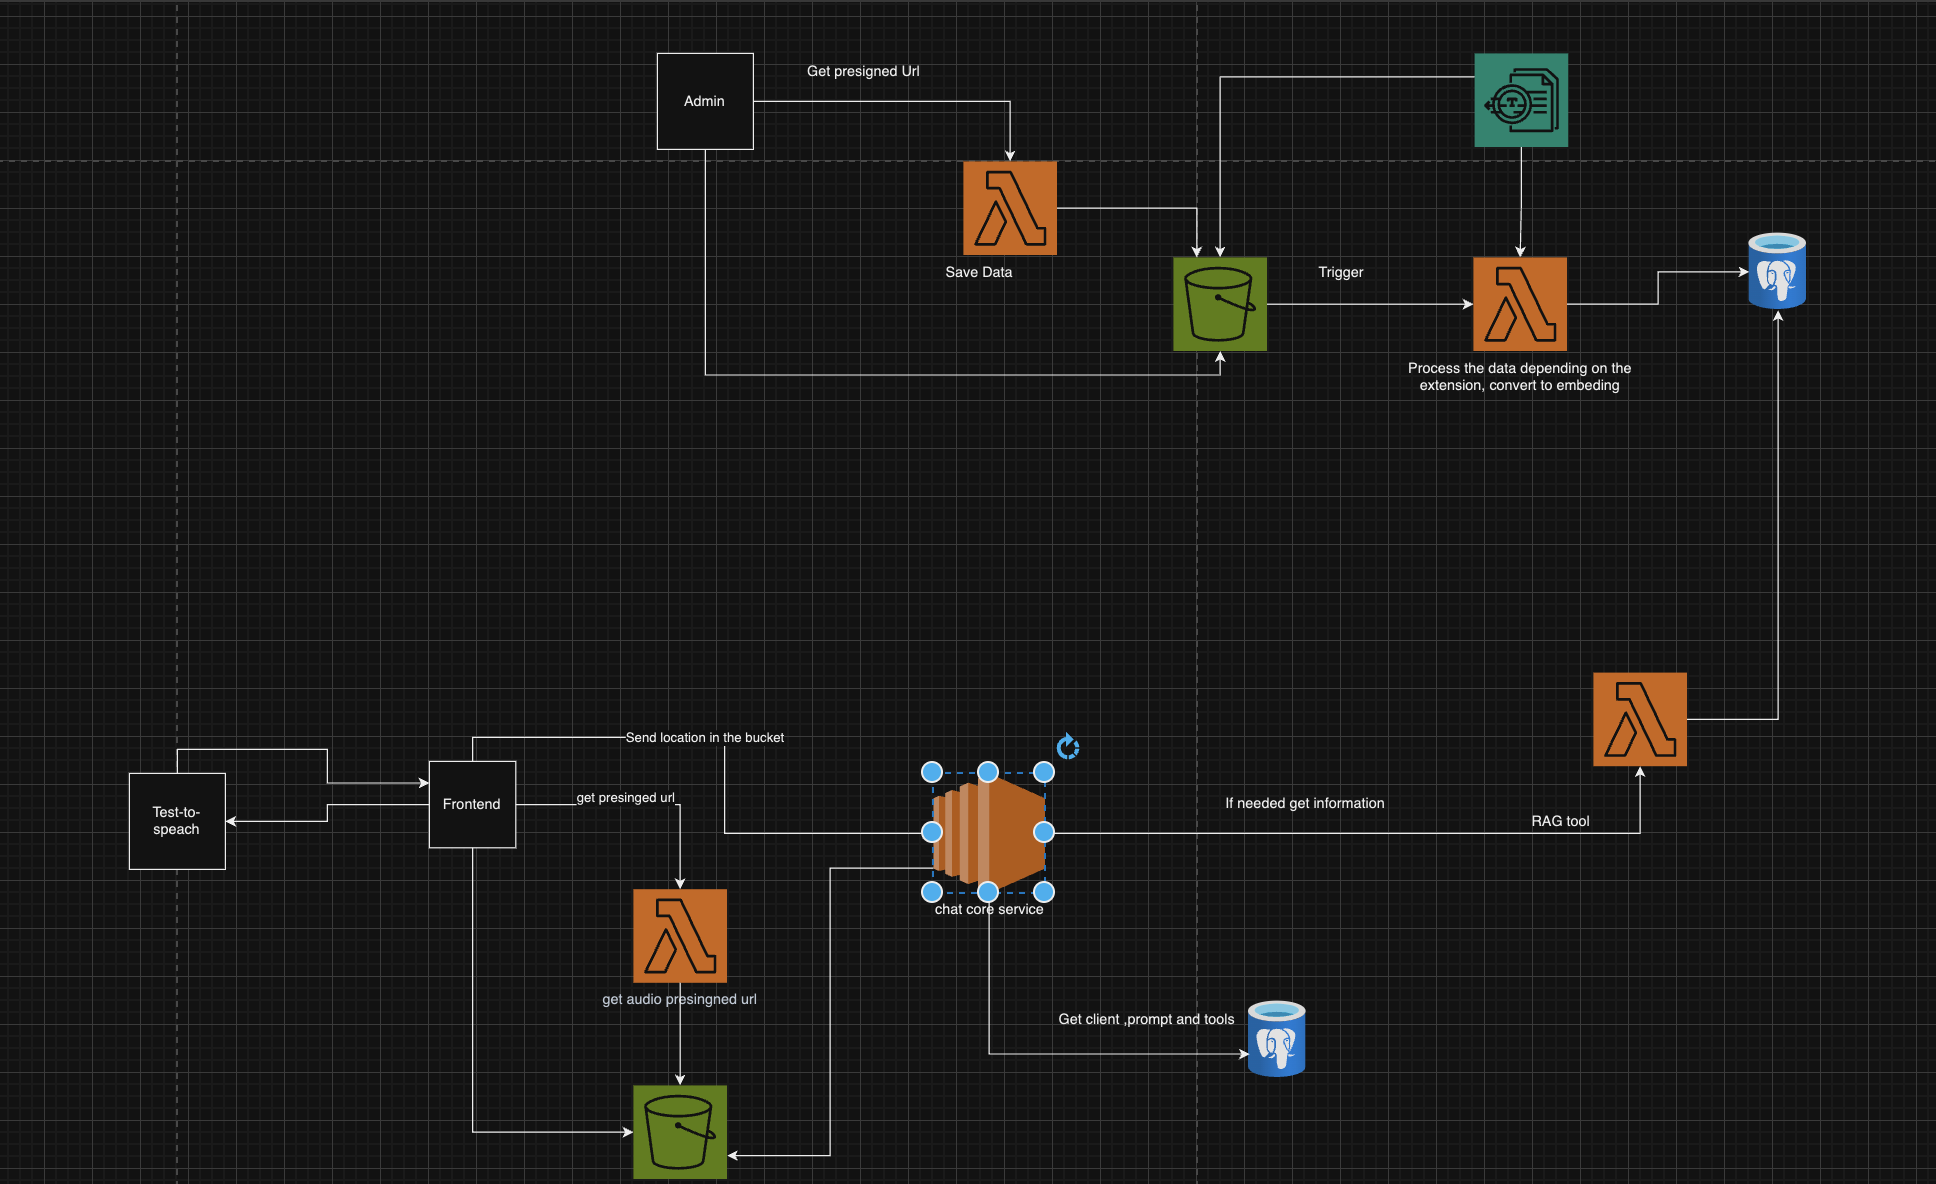 Get presigned Url
Admin
Save Data
Trigger
Process the data depending on the
extension, convert to embeding
Send location in the bucket
get presinged url
Frontend
Test-to-
speach
If needed get information
RAG tool
chat core service
get audio presingned url
Get client ,prompt and tools